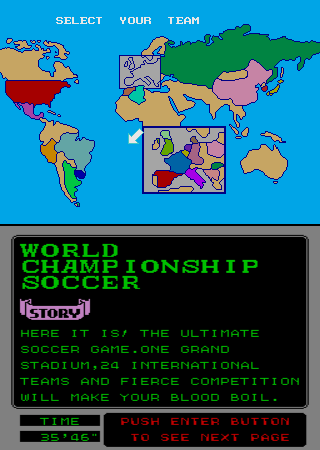 SELECT YOUR TEAM
WORLD
CHAMPIONSHIP
SOCCER
STORY
HERE IT IS! THE ULTIMATE
SOCCER GAME.ONE GRAND
STADIUM,24 INTERNATIONAL
TEAMS AND FIERCE COMPETITION
WILL MAKE YOUR BLOOD BOIL.
TIME
35'46"
PUSH ENTER BUTTON
TO SEE NEXT PAGE